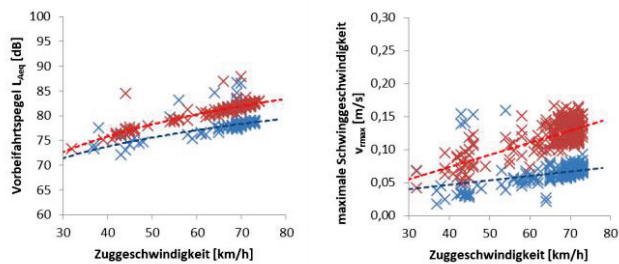 Vorbeifahrtspegel LAeq [dB]
100
95
90
85
80
75
70
65
60
30 40 50 60 70 80
Zuggeschwindigkeit [km/h]
maximale Schwinggeschwindigkeit
vrmax [m/s]
0,30
0,25
0,20
0,15
0,10
0,05
0,00
30 40 50 60 70 80
Zuggeschwindigkeit [km/h]